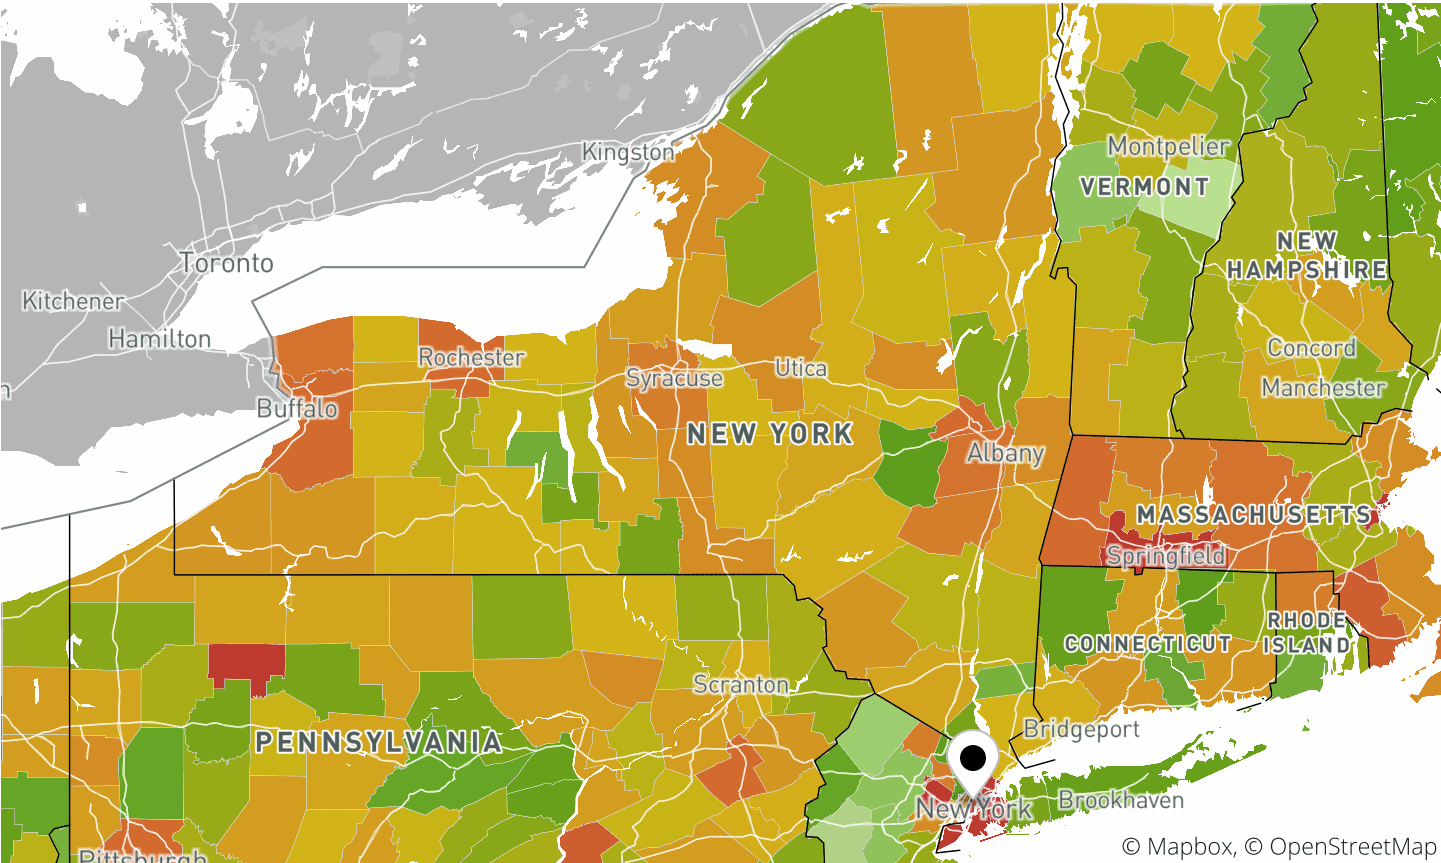 Kingston
Montpelier
VERMONT
Toronto
NEW
HAMPSHIRE
Kitchener
Hamilton
Rochester
Concord
Syracuse
Utica
Manchester
Buffalo
NEW YORK
Albany
MASSACHUSETTS
Springfield
RHODE
ISLAND
CONNECTICUT
Scranton
Bridgeport
PENNSYLVANIA
New York
Brookhaven
Pittsburgh
© Mapbox, © OpenStreetMap